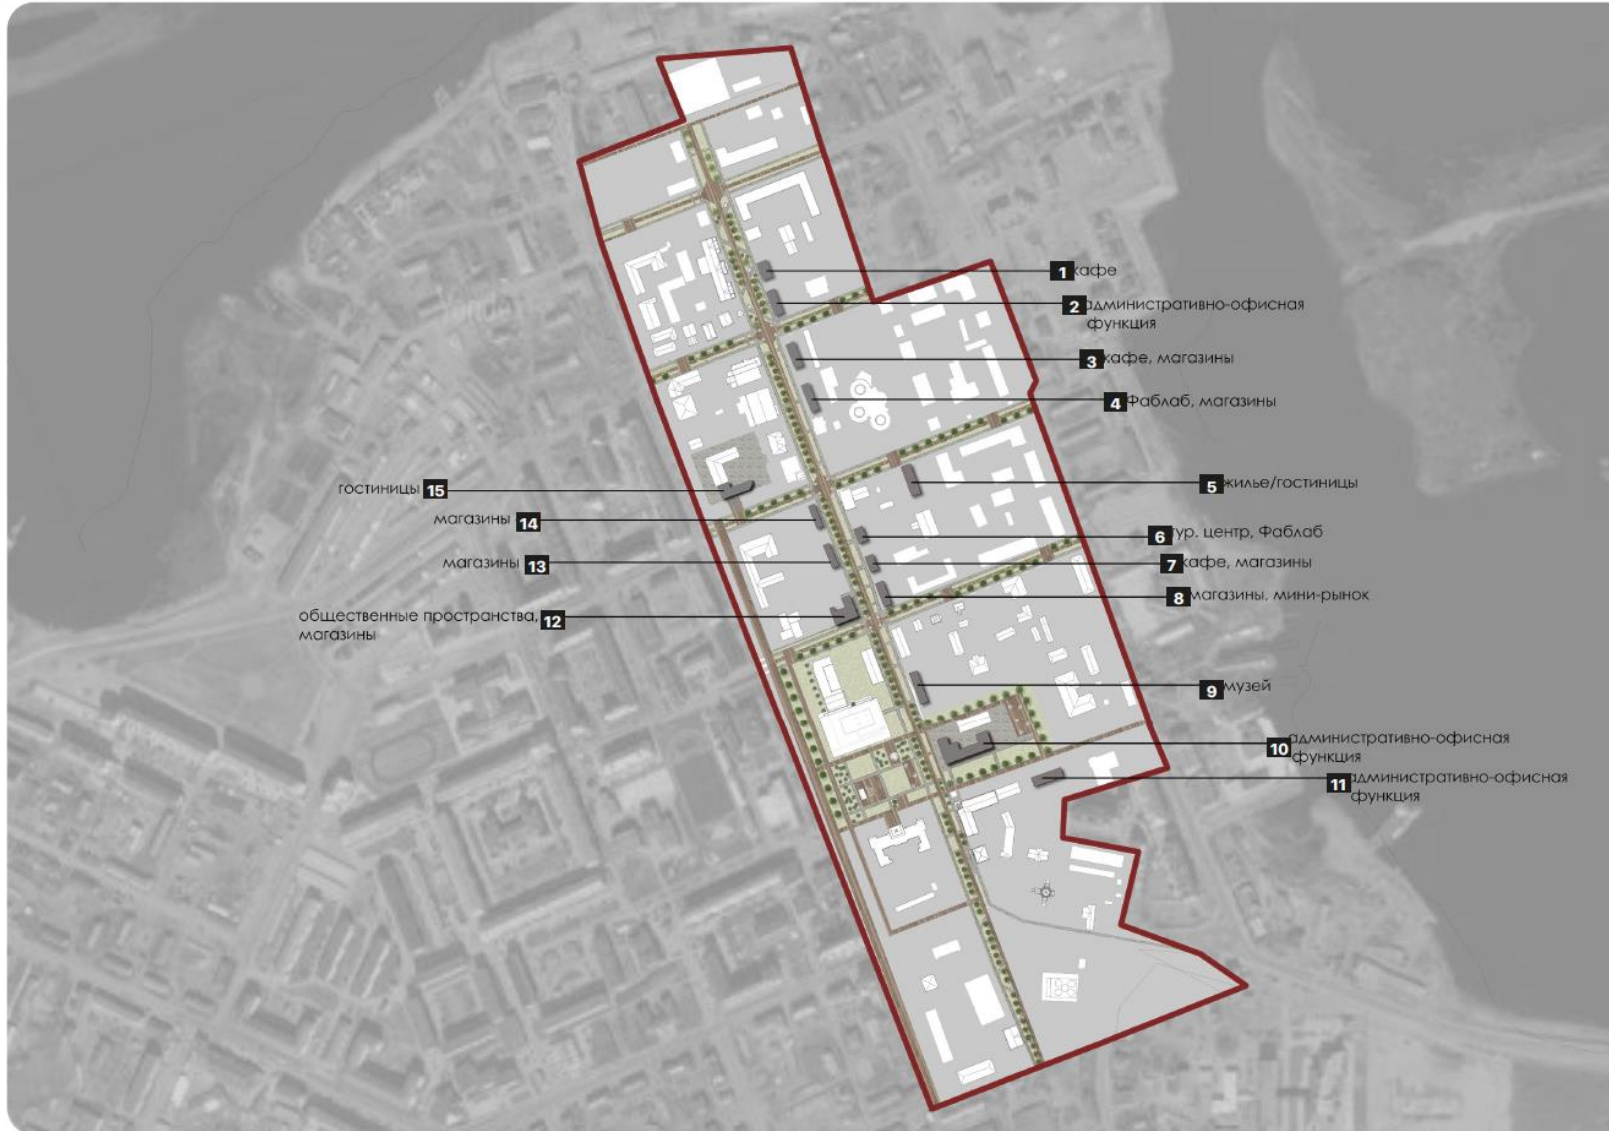 1 кафе
2 административно-офисная
функция
3 кафе, магазины
4 Фаблаб, магазины
гостиницы 15
5 жилье/гостиницы
магазины 14
6 тур. центр, Фаблаб
магазины 13
7 кафе, магазины
8 магазины, мини-рынок
общественные пространства, 12
магазины
9 музей
10 административно-офисная
функция
11 административно-офисная
функция